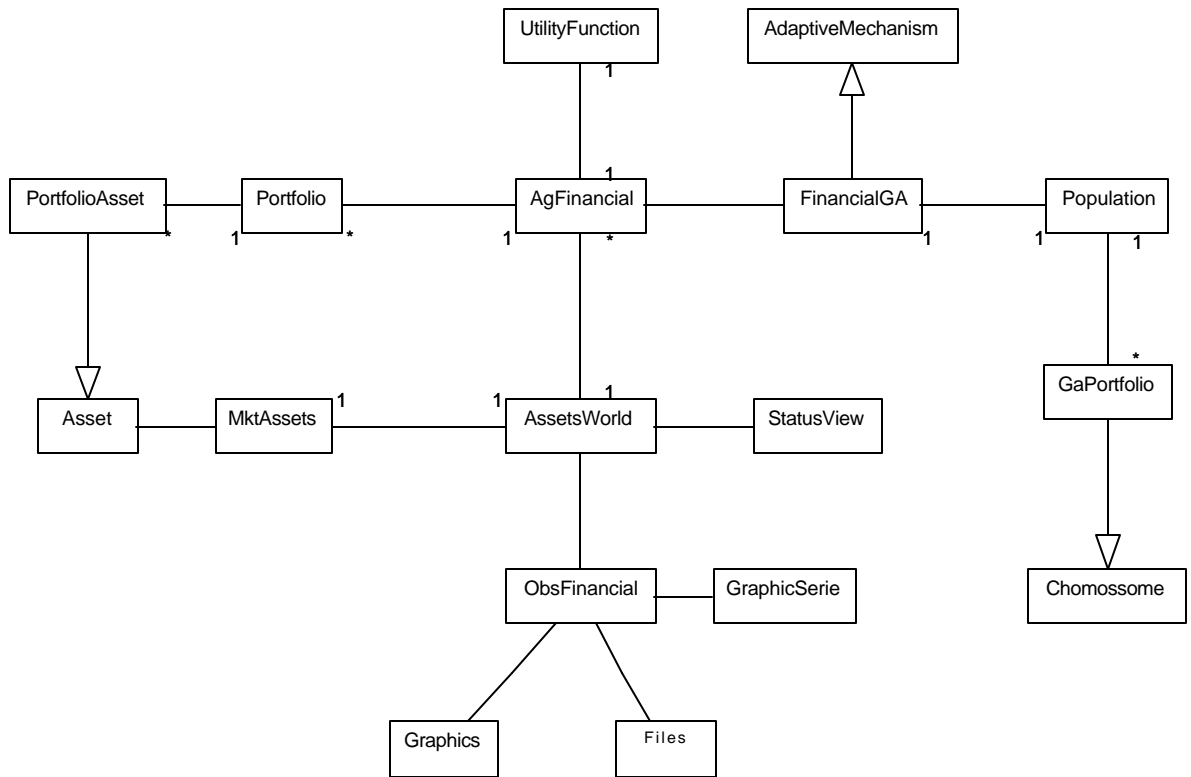 UtilityFunction
AdaptiveMechanism
1
1
PortfolioAsset
Portfolio
AgFinancial
FinancialGA
Population
*
1
*
1
*
1
1
1
*
GaPortfolio
1
1
1
Asset
MktAssets
AssetsWorld
StatusView
ObsFinancial
GraphicSerie
Chomossome
Graphics
Files